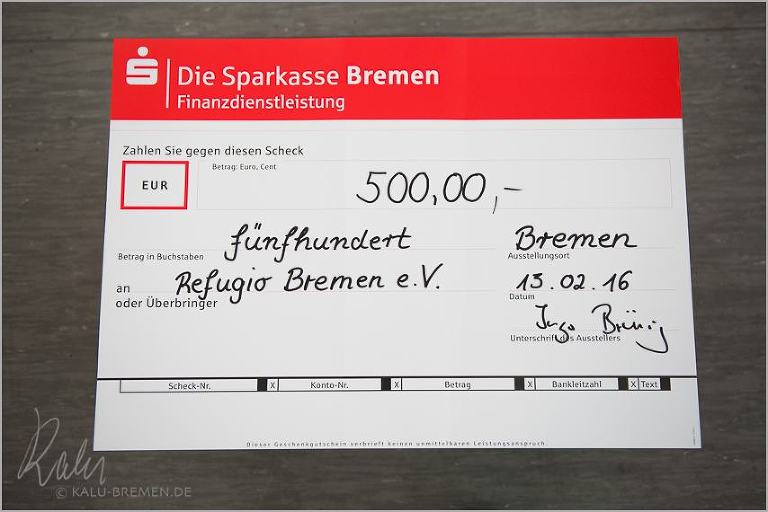 Die Sparkasse Bremen
Finanzdienstleistung
Zahlen Sie gegen diesen Scheck
Betrag: Euro, Cent
EUR
500,00,-
Betrag in Buchstaben fünfhundert
Bremen
Ausstellungsort
an Refugio Bremen e.V.
oder Überbringer
13.02.16
Datum
Ingo Brünig
Unterschrift des Ausstellers
Scheck-Nr. X Konto-Nr. X Betrag X Bankleitzahl X Text
Dieser Geschenkgutschein verbrieft keinen unmittelbaren Leistungsanspruch.
Kalu
© KALU-BREMEN.DE